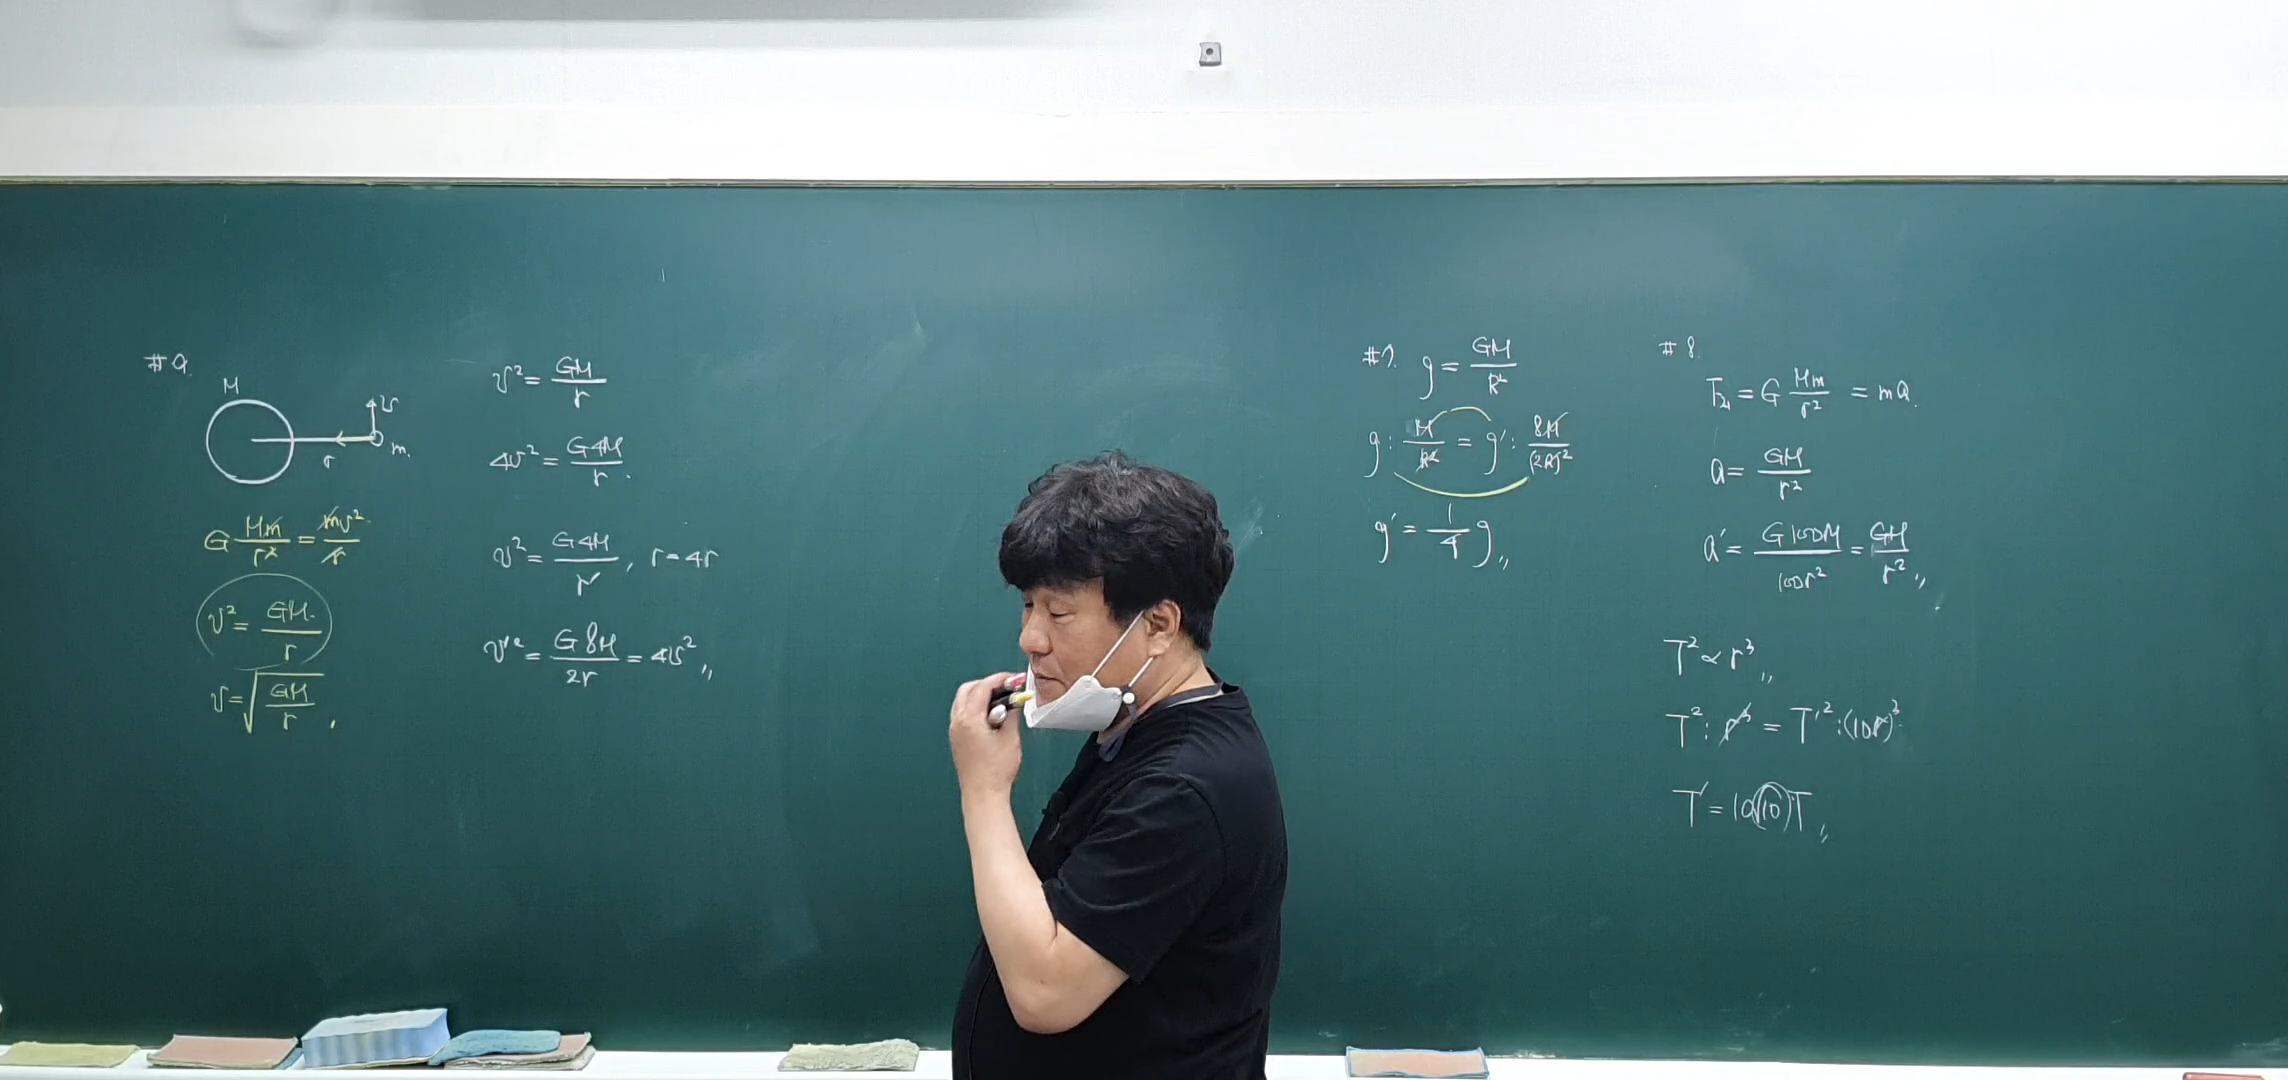 #9.
M
v
m.
r
G Mm/r² = mv²/r
v² = GM/r
v = √(GM/r).
v² = GM/r
4v² = G4M/r.
v² = G4M/r', r = 4r
v'² = G8M/2r = 4v²〃
#7. g = GM/R²
g : M/R² = g' : 8M/(2R)²
g' = 1/4 g〃
#8.
= G Mm/r² = ma.
a = GM/r²
a' = G100M/100r² = GM/r²〃
T² ∝ r³〃
T² : r³ = T'² : (10r)³
T' = 10√10 T〃